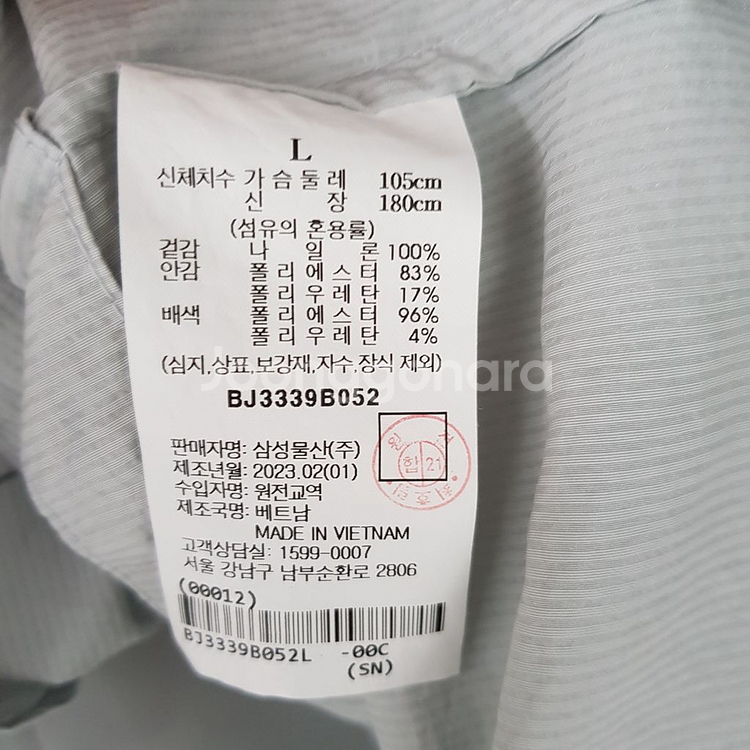 L
신체치수 가 슴 둘 레 105cm
신 장 180cm
(섬유의 혼용률)
겉감 나 일 론 100%
안감 폴 리 에 스 터 83%
폴 리 우 레 탄 17%
배색 폴 리 에 스 터 96%
폴 리 우 레 탄 4%
(심지,상표,보강재,자수,장식 제외)
Joonggonara
BJ3339B052
판매자명: 삼성물산(주)
제조년월: 2023.02(01)
수입자명: 원전교역
제조국명: 베트남
합 21
MADE IN VIETNAM
고객상담실: 1599-0007
서울 강남구 남부순환로 2806
(00012)
BJ3339B052L -00C
(SN)